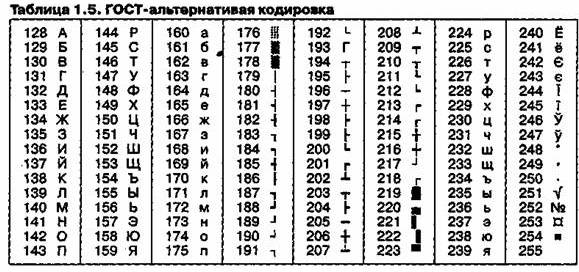 Таблица 1.5. ГОСТ-альтернативая кодировка
128 А 144 Р 160 а 176 ░ 192 └ 208 ┴ 224 р 240 Ё
129 Б 145 С 161 б 177 ▒ 193 Г 209 ┬ 225 с 241 ё
130 В 146 Т 162 в 178 ▓ 194 ┬ 210 ┬ 226 т 242 Є
131 Г 147 У 163 г 179 │ 195 ├ 211 └ 227 у 243 є
132 Д 148 Ф 164 д 180 ┤ 196 ─ 212 └ 228 ф 244 Ї
133 Е 149 Х 165 е 181 ┤ 197 ┼ 213 ┌ 229 х 245 ї
134 Ж 150 Ц 166 ж 182 ┤ 198 ├ 214 ┌ 230 ц 246 Ў
135 З 151 Ч 167 з 183 ┐ 199 ├ 215 ┼ 231 ч 247 ў
136 И 152 Ш 168 и 184 ┐ 200 └ 216 ┼ 232 ш 248 °
137 Й 153 Щ 169 й 185 ┤ 201 ┌ 217 ┘ 233 щ 249 •
138 К 154 Ъ 170 к 186 │ 202 ┴ 218 ┌ 234 ъ 250 ·
139 Л 155 Ы 171 л 187 ┐ 203 ┬ 219 █ 235 ы 251 √
140 М 156 Ь 172 м 188 ┘ 204 ├ 220 ▄ 236 ь 252 №
141 Н 157 Э 173 н 189 ┘ 205 ─ 221 ▌ 237 э 253 ¤
142 О 158 Ю 174 о 190 ┘ 206 ┼ 222 ▐ 238 ю 254 ■
143 П 159 Я 175 п 191 ┐ 207 ┴ 223 ▀ 239 я 255